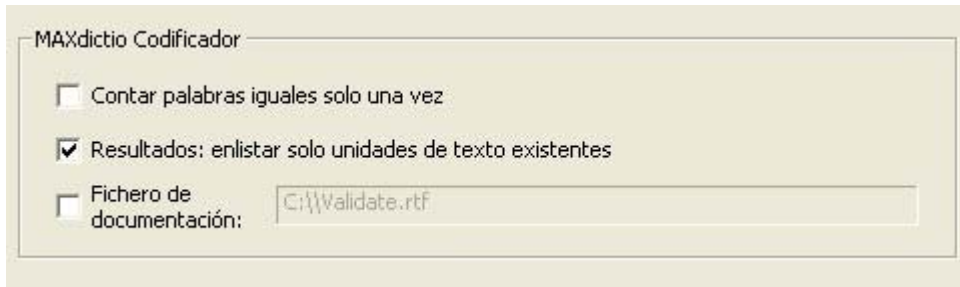 MAXdictio Codificador
Contar palabras iguales solo una vez
Resultados: enlistar solo unidades de texto existentes
Fichero de
documentación:
C:\\Validate.rtf